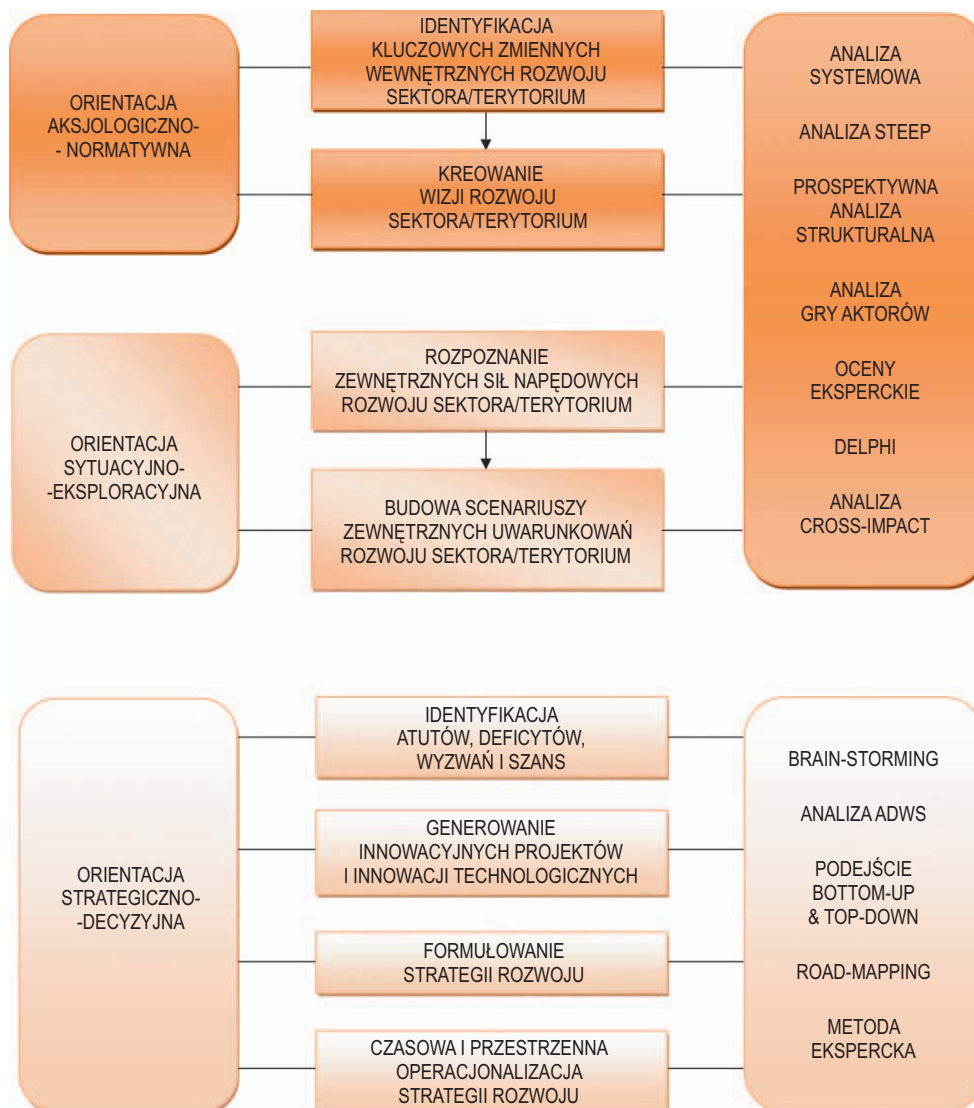 ORIENTACJA
AKSJOLOGICZNO-
- NORMATYWNA
IDENTYFIKACJA
KLUCZOWYCH ZMIENNYCH
WEWNĘTRZNYCH ROZWOJU
SEKTORA/TERYTORIUM
KREOWANIE
WIZJI ROZWOJU
SEKTORA/TERYTORIUM
ORIENTACJA
SYTUACYJNO-
-EKSPLORACYJNA
ROZPOZNANIE
ZEWNĘTRZNYCH SIŁ NAPĘDOWYCH
ROZWOJU SEKTORA/TERYTORIUM
BUDOWA SCENARIUSZY
ZEWNĘTRZNYCH UWARUNKOWAŃ
ROZWOJU SEKTORA/TERYTORIUM
ANALIZA
SYSTEMOWA
ANALIZA STEEP
PROSPEKTYWNA
ANALIZA
STRUKTURALNA
ANALIZA
GRY AKTORÓW
OCENY
EKSPERCKIE
DELPHI
ANALIZA
CROSS-IMPACT
ORIENTACJA
STRATEGICZNO-
-DECYZYJNA
IDENTYFIKACJA
ATUTÓW, DEFICYTÓW,
WYZWAŃ I SZANS
GENEROWANIE
INNOWACYJNYCH PROJEKTÓW
I INNOWACJI TECHNOLOGICZNYCH
FORMUŁOWANIE
STRATEGII ROZWOJU
CZASOWA I PRZESTRZENNA
OPERACJONALIZACJA
STRATEGII ROZWOJU
BRAIN-STORMING
ANALIZA ADWS
PODEJŚCIE
BOTTOM-UP
& TOP-DOWN
ROAD-MAPPING
METODA
EKSPERCKA